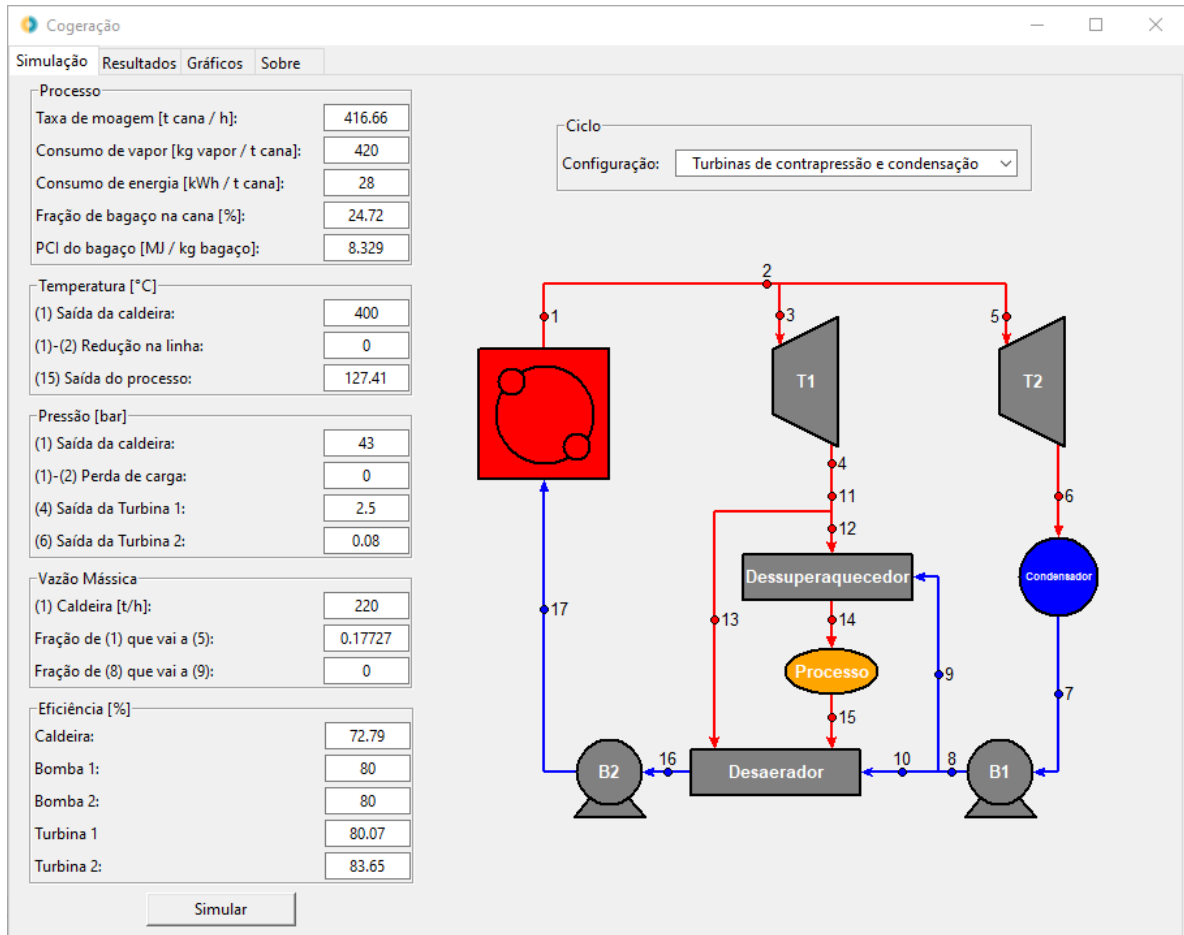 Cogeração
Simulação Resultados Gráficos Sobre
Processo
Taxa de moagem [t cana / h]: 416.66
Consumo de vapor [kg vapor / t cana]: 420
Consumo de energia [kWh / t cana]: 28
Fração de bagaço na cana [%]: 24.72
PCI do bagaço [MJ / kg bagaço]: 8.329
Temperatura [°C]
(1) Saída da caldeira: 400
(1)-(2) Redução na linha: 0
(15) Saída do processo: 127.41
Pressão [bar]
(1) Saída da caldeira: 43
(1)-(2) Perda de carga: 0
(4) Saída da Turbina 1: 2.5
(6) Saída da Turbina 2: 0.08
Vazão Mássica
(1) Caldeira [t/h]: 220
Fração de (1) que vai a (5): 0.17727
Fração de (8) que vai a (9): 0
Eficiência [%]
Caldeira: 72.79
Bomba 1: 80
Bomba 2: 80
Turbina 1 80.07
Turbina 2: 83.65
Simular
Ciclo
Configuração: Turbinas de contrapressão e condensação
2
1
3
5
T1
T2
4
11
6
12
Dessuperaquecedor
Condensador
17
13
14
Processo
9
7
15
B2
16
Desaerador
10
8
B1